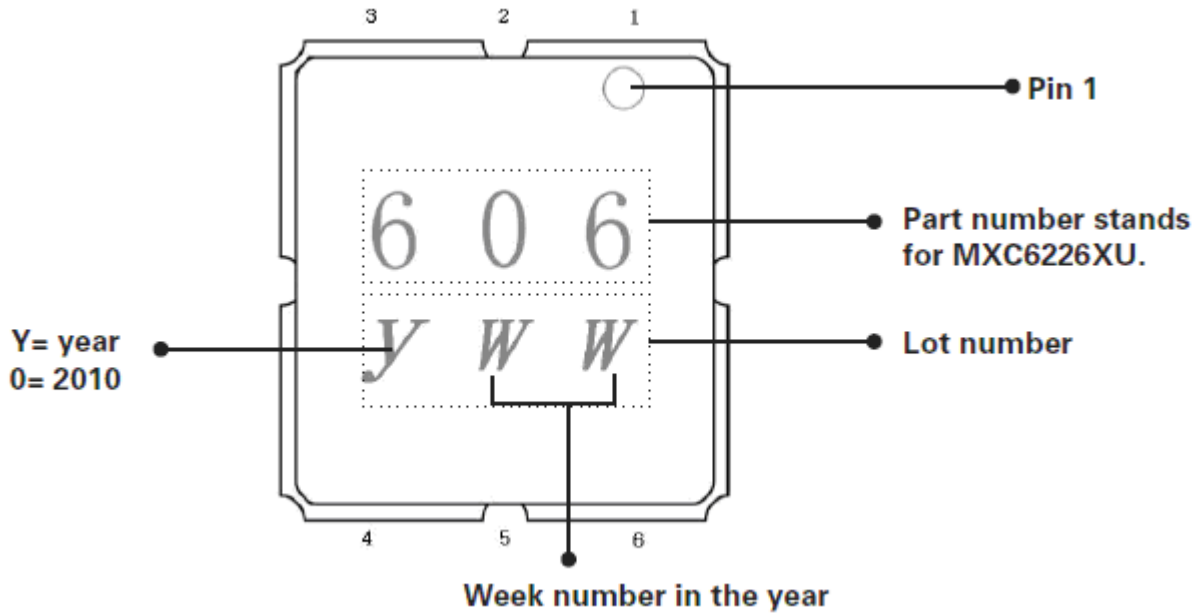 3 2 1
Pin 1
6 0 6
Part number stands
for MXC6226XU.
y w w
Y= year
0= 2010
Lot number
4 5 6
Week number in the year